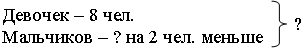 Девочек – 8 чел.
Мальчиков – ? на 2 чел. меньше
?